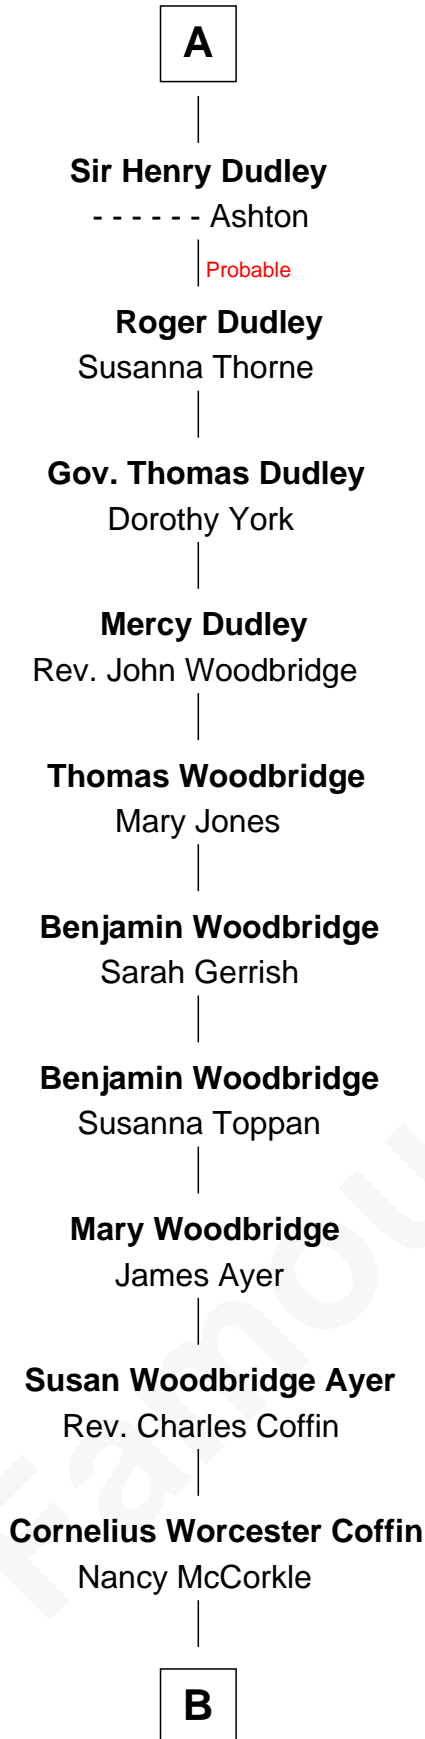 A
Sir Henry Dudley
- - - - - - Ashton
Probable
Roger Dudley
Susanna Thorne
Gov. Thomas Dudley
Dorothy York
Mercy Dudley
Rev. John Woodbridge
Thomas Woodbridge
Mary Jones
Benjamin Woodbridge
Sarah Gerrish
Benjamin Woodbridge
Susanna Toppan
Mary Woodbridge
James Ayer
Susan Woodbridge Ayer
Rev. Charles Coffin
Cornelius Worcester Coffin
Nancy McCorkle
B
Famou